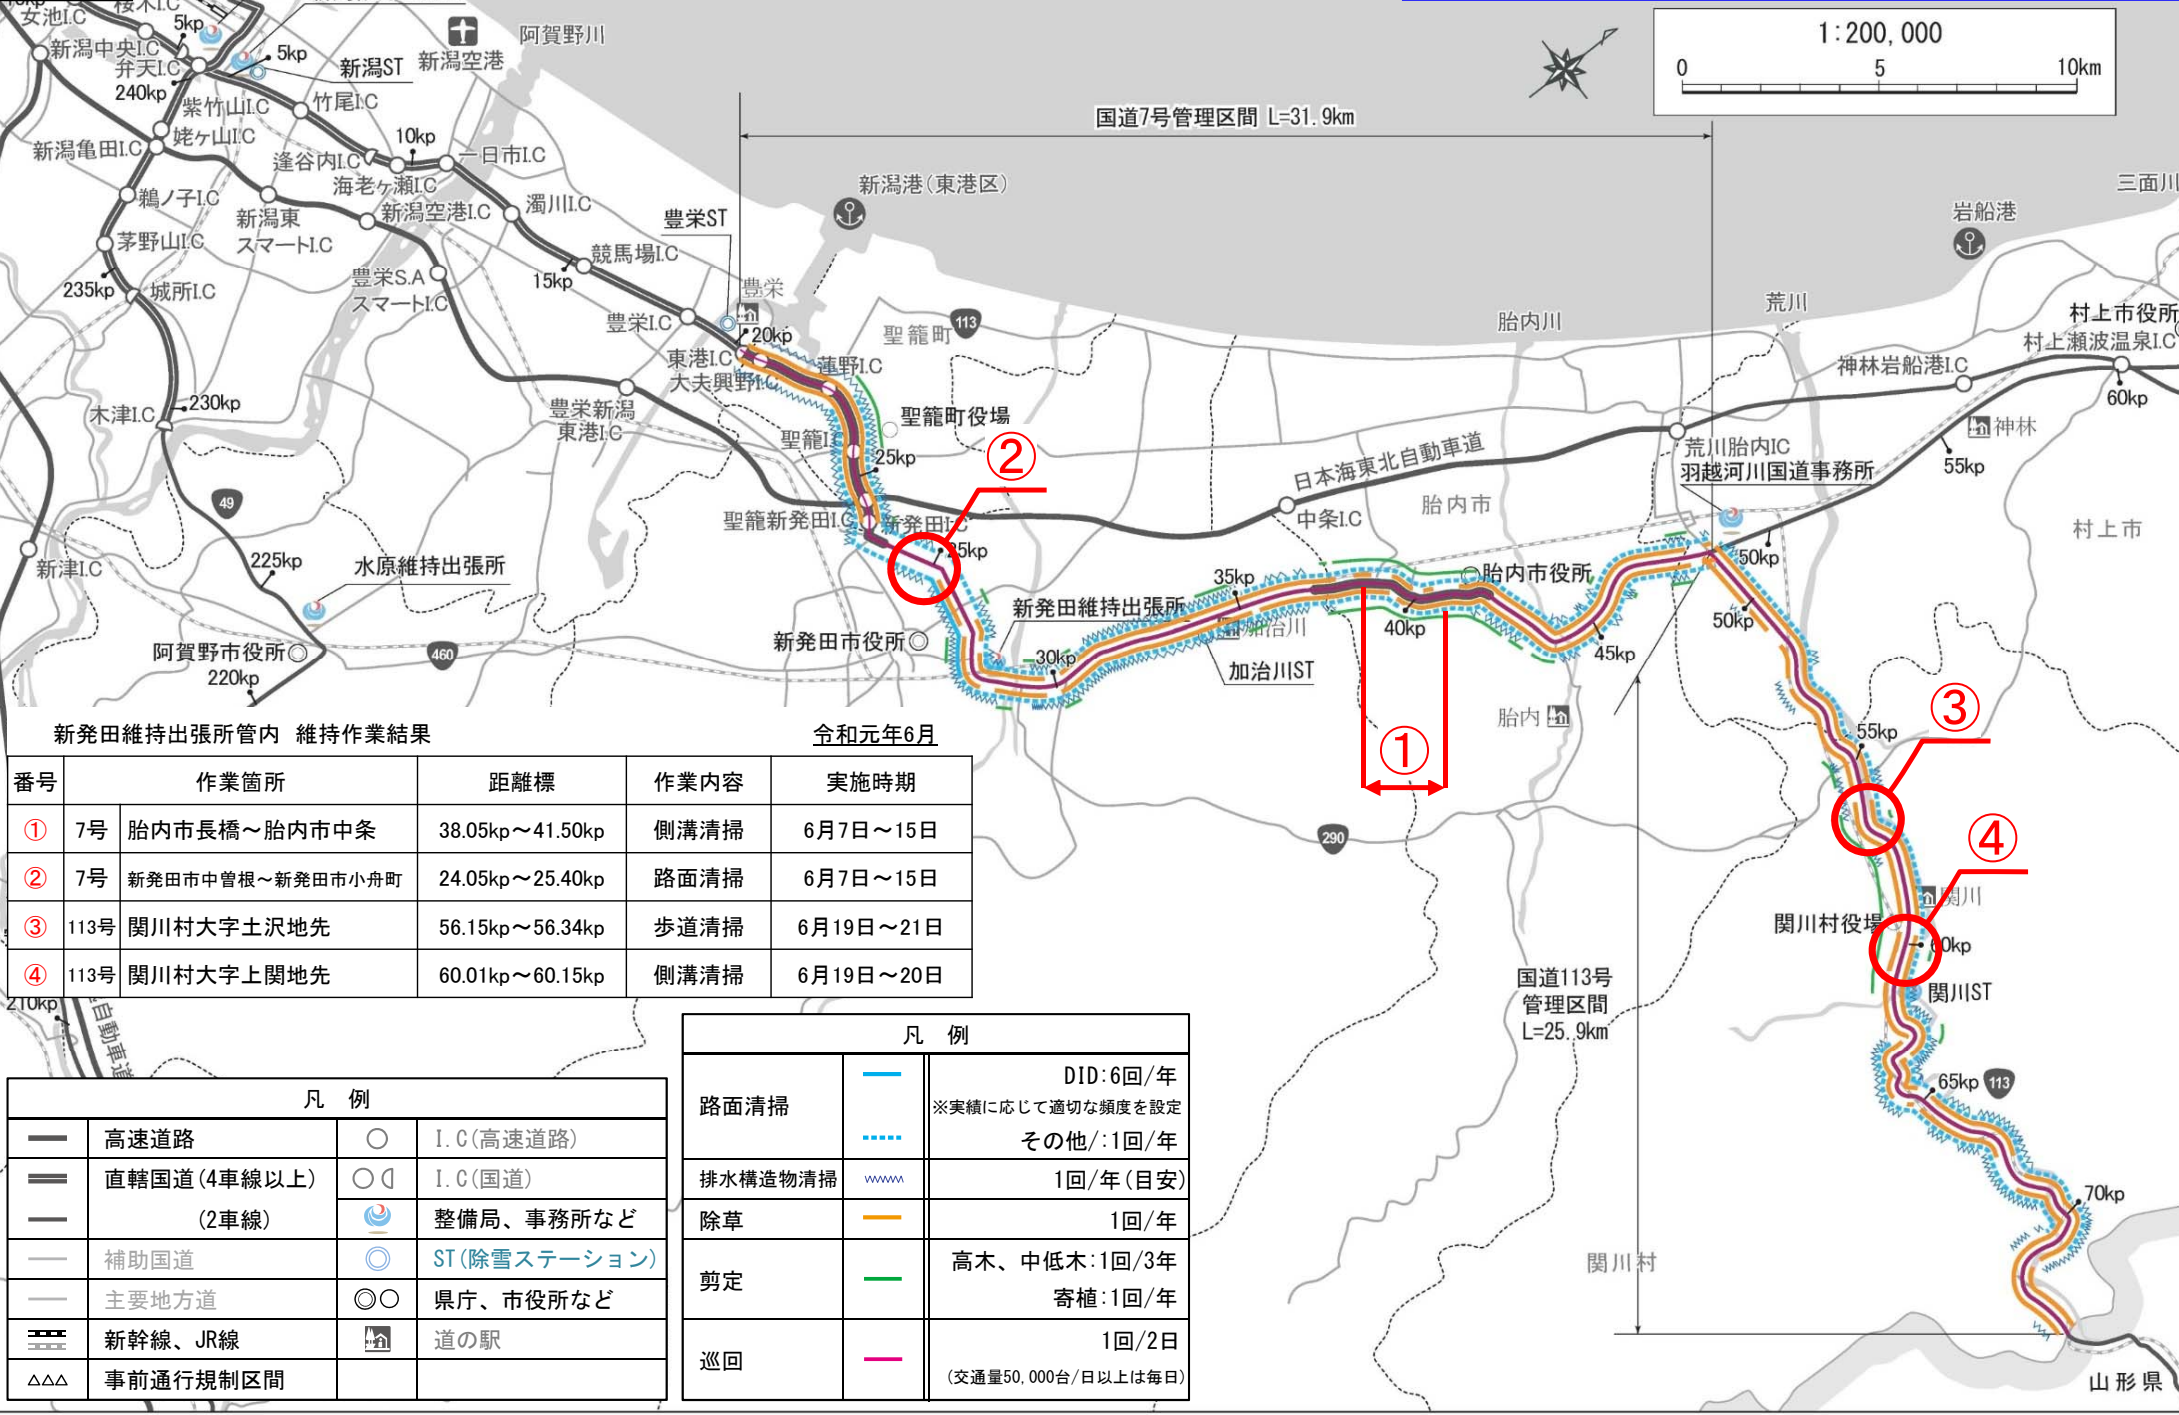 女池I.C
桜木I.C
5kp
新潟中央I.C
弁天I.C
5kp
新潟ST
新潟空港
阿賀野川
240kp
紫竹山I.C
竹尾I.C
姥ヶ山I.C
新潟亀田I.C
10kp
逢谷内I.C
一日市I.C
海老ヶ瀬I.C
鵜ノ子I.C
新潟東
スマートI.C
新潟空港I.C
濁川I.C
茅野山I.C
競馬場I.C
235kp
城所I.C
豊栄S.A
スマートI.C
15kp
豊栄ST
新潟港(東港区)
国道7号管理区間 L=31.9km
1:200,000
0
5
10km
三面川
岩船港
豊栄
豊栄I.C
20kp
東港I.C
大夫興野I.C
蓮野I.C
聖籠町
113
胎内川
荒川
村上市役所
村上瀬波温泉I.C
神林岩船港I.C
60kp
木津I.C
230kp
豊栄新潟
東港I.C
聖籠町役場
25kp
②
日本海東北自動車道
荒川胎内IC
羽越河川国道事務所
神林
55kp
49
聖籠新発田I.C
新発田I.C
中条I.C
胎内市
村上市
新津I.C
225kp
水原維持出張所
25kp
50kp
35kp
胎内市役所
新発田維持出張所
加治川
40kp
50kp
阿賀野市役所
220kp
460
新発田市役所
30kp
加治川ST
45kp
胎内
①
③
55kp
290
④
関川
関川村役場
60kp
関川ST
国道113号
管理区間
L=25.9km
65kp
113
70kp
関川村
山形県
210kp
自動車道
新発田維持出張所管内 維持作業結果
令和元年6月
番号 作業箇所 距離標 作業内容 実施時期
① 7号 胎内市長橋～胎内市中条 38.05kp～41.50kp 側溝清掃 6月7日～15日
② 7号 新発田市中曽根～新発田市小舟町 24.05kp～25.40kp 路面清掃 6月7日～15日
③ 113号 関川村大字土沢地先 56.15kp～56.34kp 歩道清掃 6月19日～21日
④ 113号 関川村大字上関地先 60.01kp～60.15kp 側溝清掃 6月19日～20日
凡 例
高速道路 I.C(高速道路)
直轄国道(4車線以上) I.C(国道)
(2車線) 整備局、事務所など
補助国道 ST(除雪ステーション)
主要地方道 県庁、市役所など
新幹線、JR線 道の駅
事前通行規制区間
凡 例
路面清掃 DID:6回/年
※実績に応じて適切な頻度を設定
その他/:1回/年
排水構造物清掃 1回/年(目安)
除草 1回/年
剪定 高木、中低木:1回/3年
寄植:1回/年
巡回 1回/2日
(交通量50,000台/日以上は毎日)